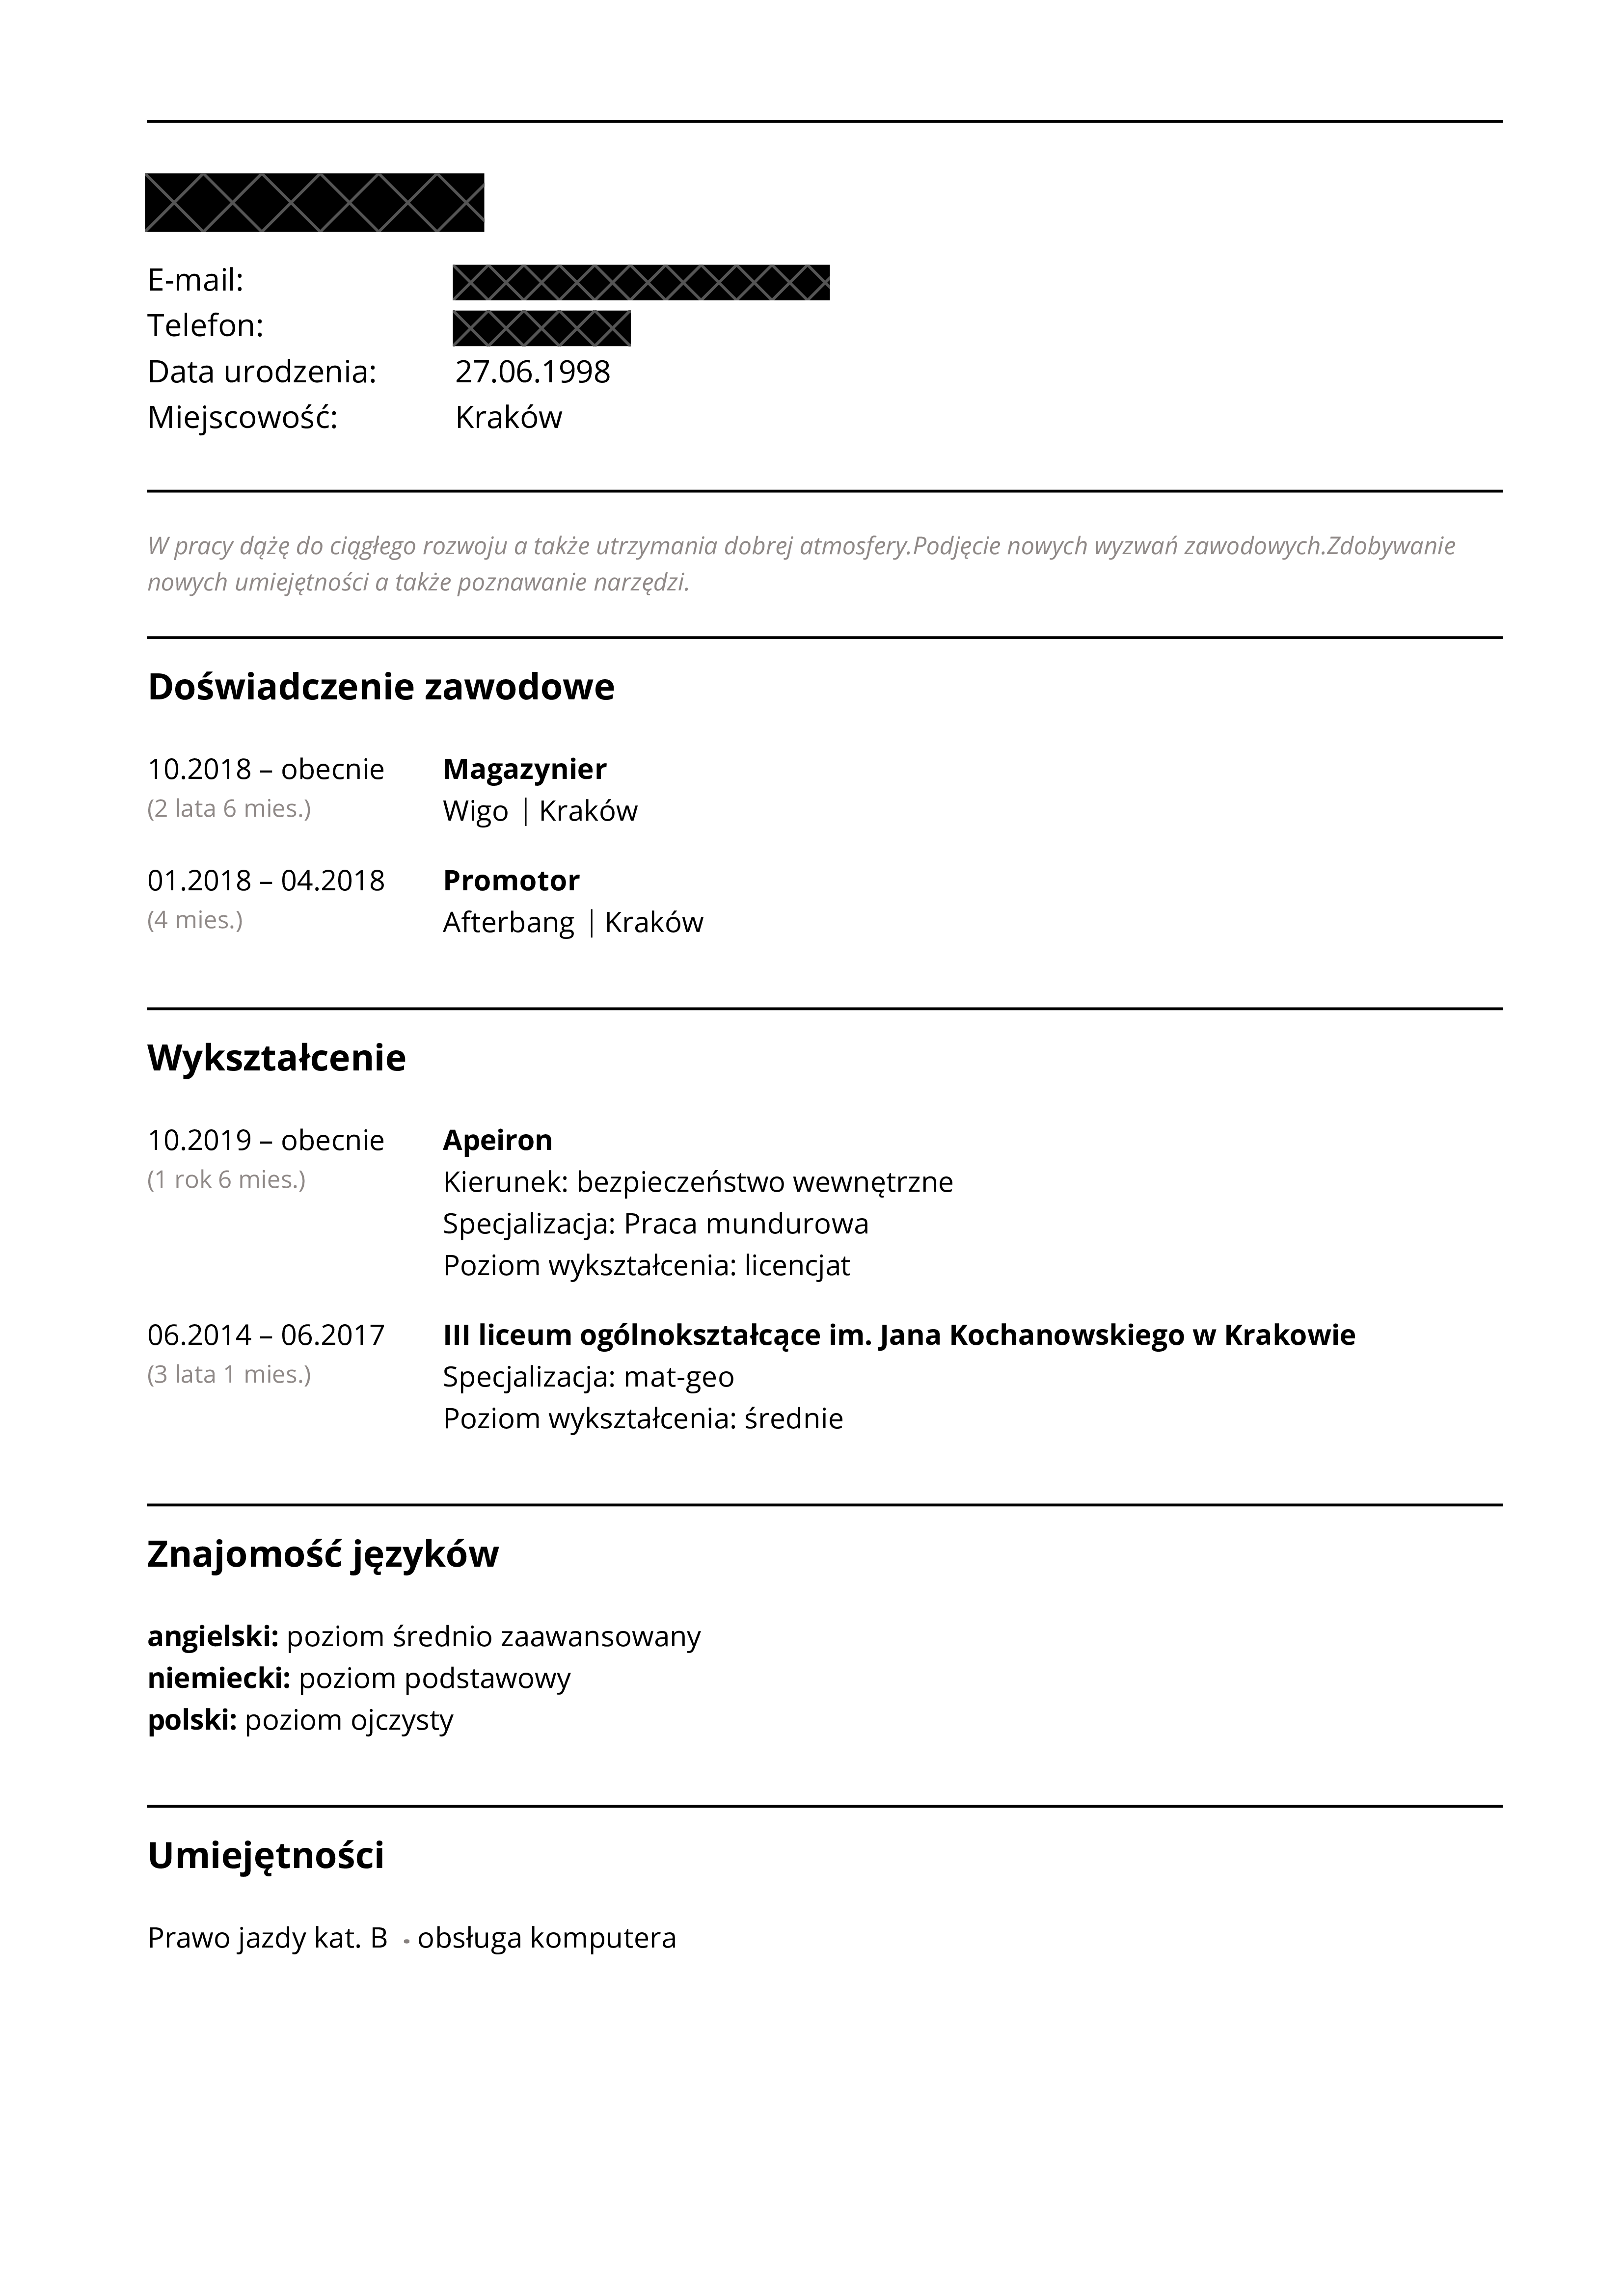 E-mail:
Telefon:
Data urodzenia: 27.06.1998
Miejscowość: Kraków
W pracy dążę do ciągłego rozwoju a także utrzymania dobrej atmosfery.Podjęcie nowych wyzwań zawodowych.Zdobywanie
nowych umiejętności a także poznawanie narzędzi.
Doświadczenie zawodowe
10.2018 – obecnie Magazynier
(2 lata 6 mies.) Wigo | Kraków
01.2018 – 04.2018 Promotor
(4 mies.) Afterbang | Kraków
Wykształcenie
10.2019 – obecnie Apeiron
(1 rok 6 mies.) Kierunek: bezpieczeństwo wewnętrzne
Specjalizacja: Praca mundurowa
Poziom wykształcenia: licencjat
06.2014 – 06.2017 III liceum ogólnokształcące im. Jana Kochanowskiego w Krakowie
(3 lata 1 mies.) Specjalizacja: mat-geo
Poziom wykształcenia: średnie
Znajomość języków
angielski: poziom średnio zaawansowany
niemiecki: poziom podstawowy
polski: poziom ojczysty
Umiejętności
Prawo jazdy kat. B - obsługa komputera